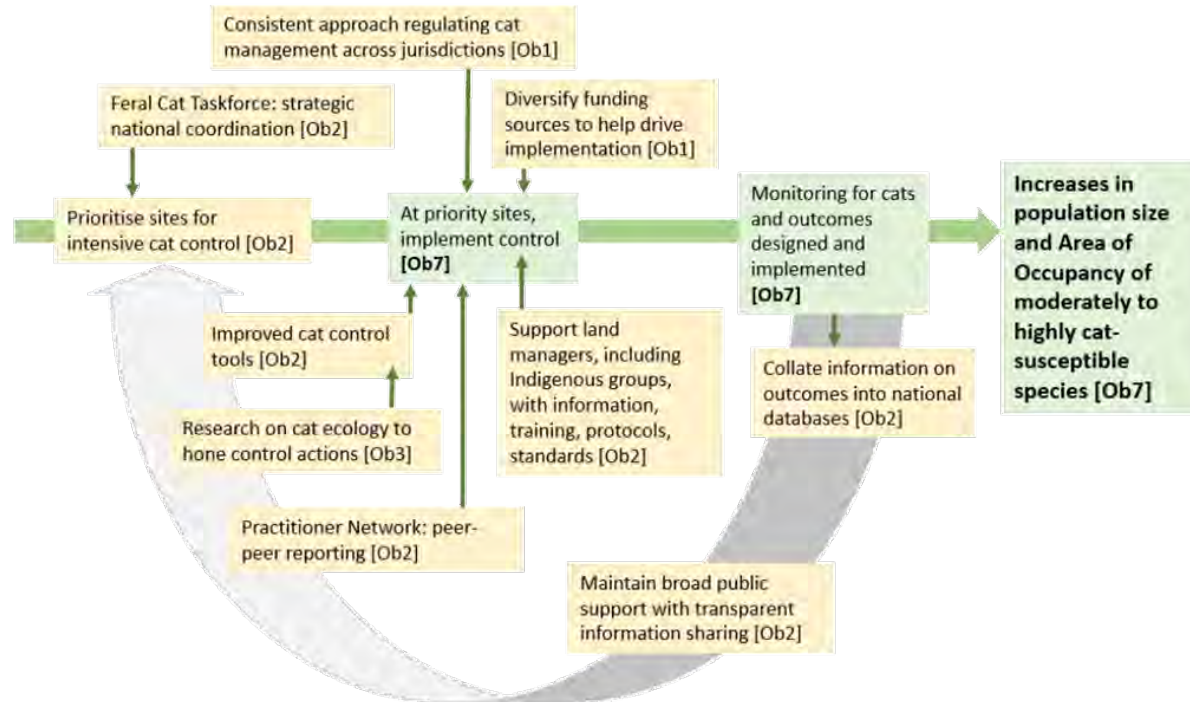 Consistent approach regulating cat
management across jurisdictions [Ob1]
Feral Cat Taskforce: strategic
national coordination [Ob2]
Diversify funding
sources to help drive
implementation [Ob1]
Prioritise sites for
intensive cat control [Ob2]
At priority sites,
implement control
[Ob7]
Monitoring for cats
and outcomes
designed and
implemented
[Ob7]
Increases in
population size
and Area of
Occupancy of
moderately to
highly cat-
susceptible
species [Ob7]
Improved cat control
tools [Ob2]
Research on cat ecology to
hone control actions [Ob3]
Practitioner Network: peer-
peer reporting [Ob2]
Support land
managers, including
Indigenous groups,
with information,
training, protocols,
standards [Ob2]
Collate information on
outcomes into national
databases [Ob2]
Maintain broad public
support with transparent
information sharing [Ob2]